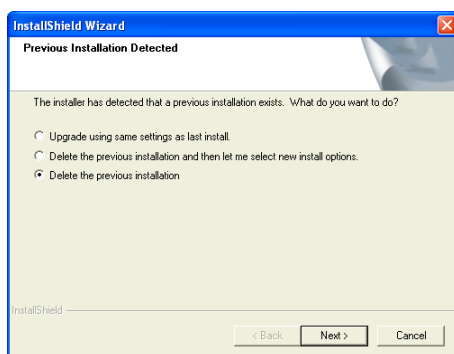 InstallShield Wizard
Previous Installation Detected
The installer has detected that a previous installation exists. What do you want to do?
Upgrade using same settings as last install.
Delete the previous installation and then let me select new install options.
Delete the previous installation
InstallShield
< Back Next > Cancel